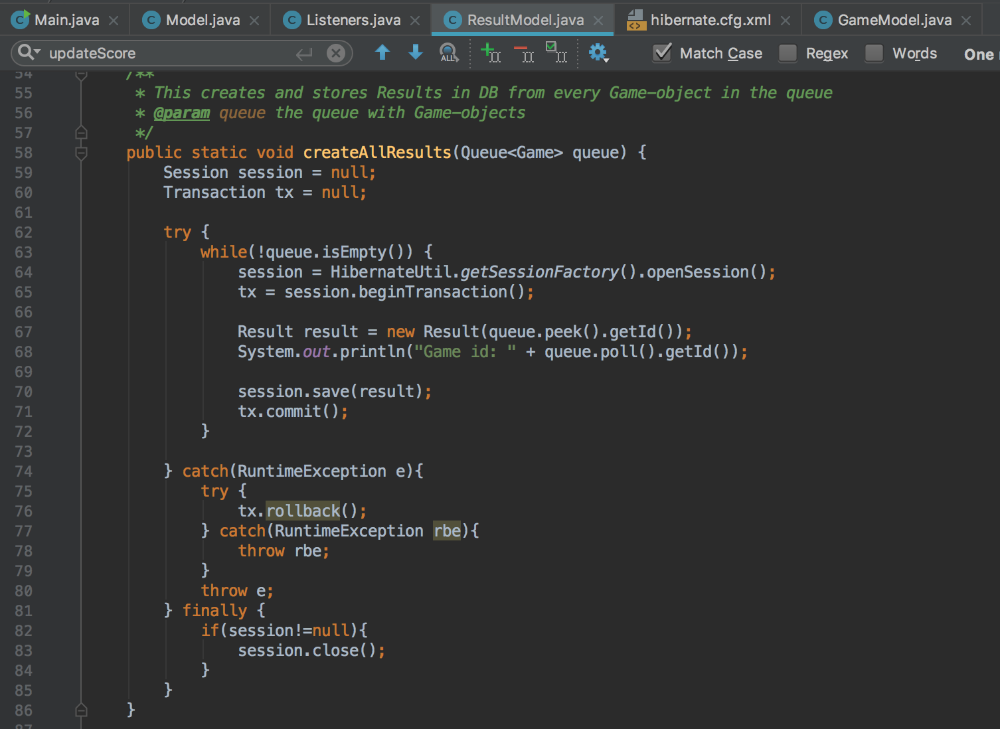 Main.java Model.java Listeners.java ResultModel.java hibernate.cfg.xml GameModel.java
updateScore ALL Match Case Regex Words One
54 /**
55 * This creates and stores Results in DB from every Game-object in the queue
56 * @param queue the queue with Game-objects
57 */
58 public static void createAllResults(Queue<Game> queue) {
59 Session session = null;
60 Transaction tx = null;
61
62 try {
63 while(!queue.isEmpty()) {
64 session = HibernateUtil.getSessionFactory().openSession();
65 tx = session.beginTransaction();
66
67 Result result = new Result(queue.peek().getId());
68 System.out.println("Game id: " + queue.poll().getId());
69
70 session.save(result);
71 tx.commit();
72 }
73
74 } catch(RuntimeException e){
75 try {
76 tx.rollback();
77 } catch(RuntimeException rbe){
78 throw rbe;
79 }
80 throw e;
81 } finally {
82 if(session!=null){
83 session.close();
84 }
85 }
86 }
87